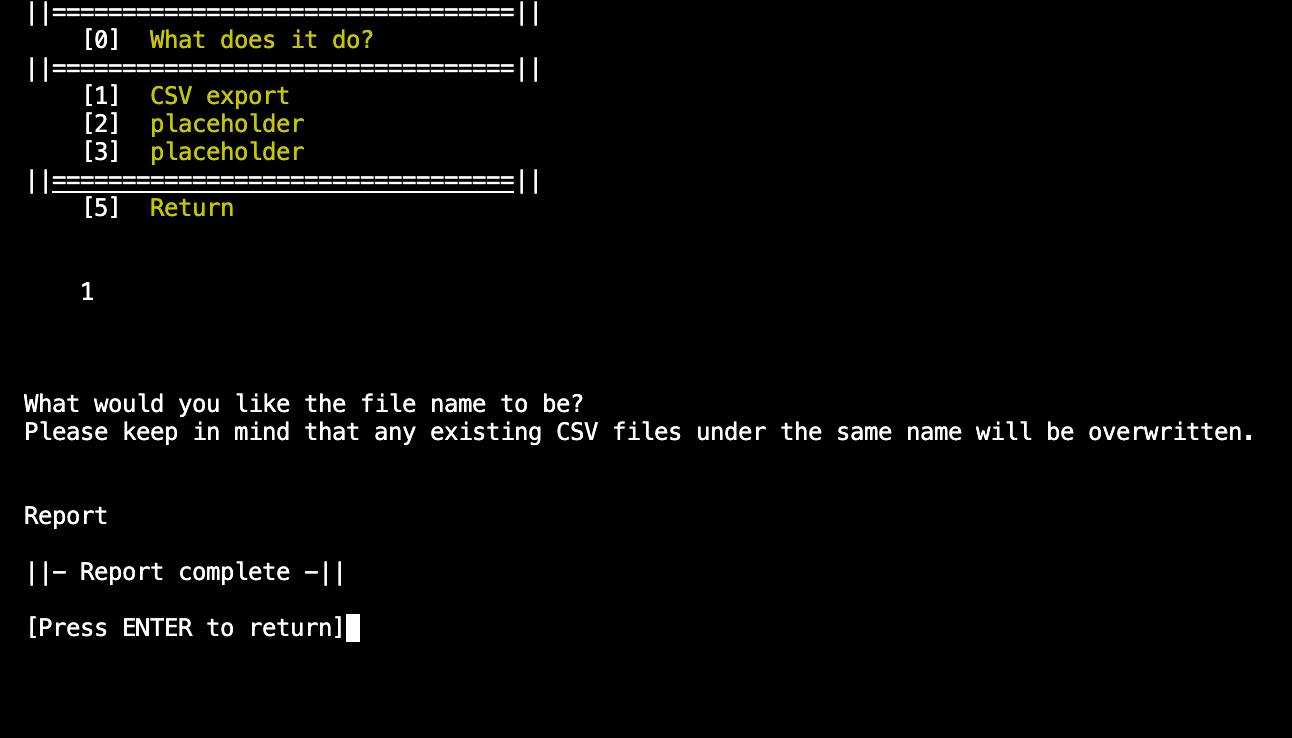 ||=================================||
[0] What does it do?
||=================================||
[1] CSV export
[2] placeholder
[3] placeholder
||=================================||
[5] Return
1
What would you like the file name to be?
Please keep in mind that any existing CSV files under the same name will be overwritten.
Report
||- Report complete -||
[Press ENTER to return]